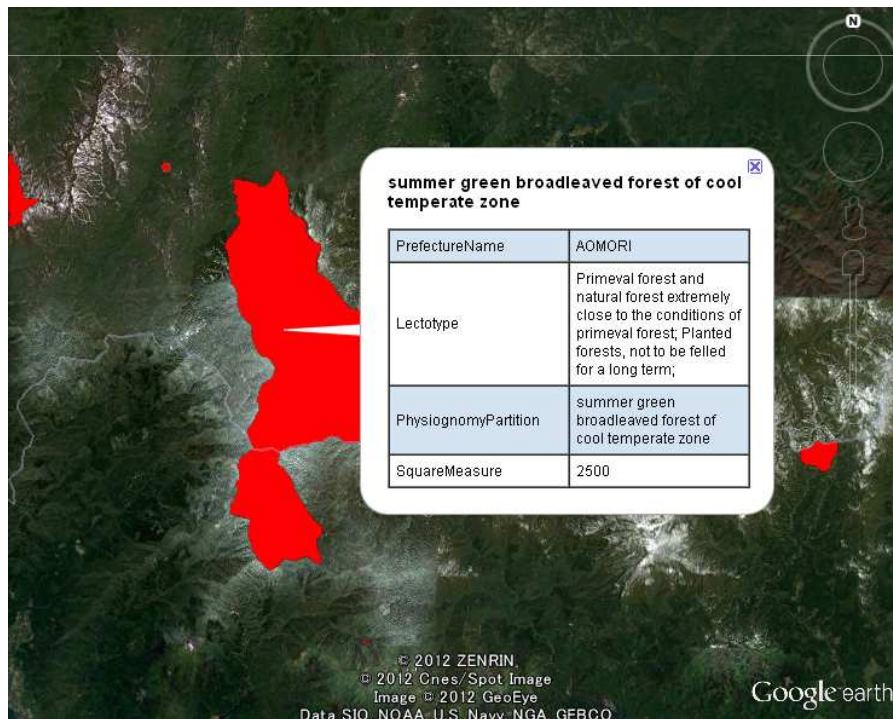 N
summer green broadleaved forest of cool
temperate zone
PrefectureName
AOMORI
Lectotype
Primeval forest and
natural forest extremely
close to the conditions of
primeval forest; Planted
forests, not to be felled
for a long term;
PhysiognomyPartition
summer green
broadleaved forest of
cool temperate zone
SquareMeasure
2500
© 2012 ZENRIN
© 2012 Cnes/Spot Image
Image © 2012 GeoEye
Data SIO, NOAA, U.S. Navy, NGA, GEBCO
Google earth